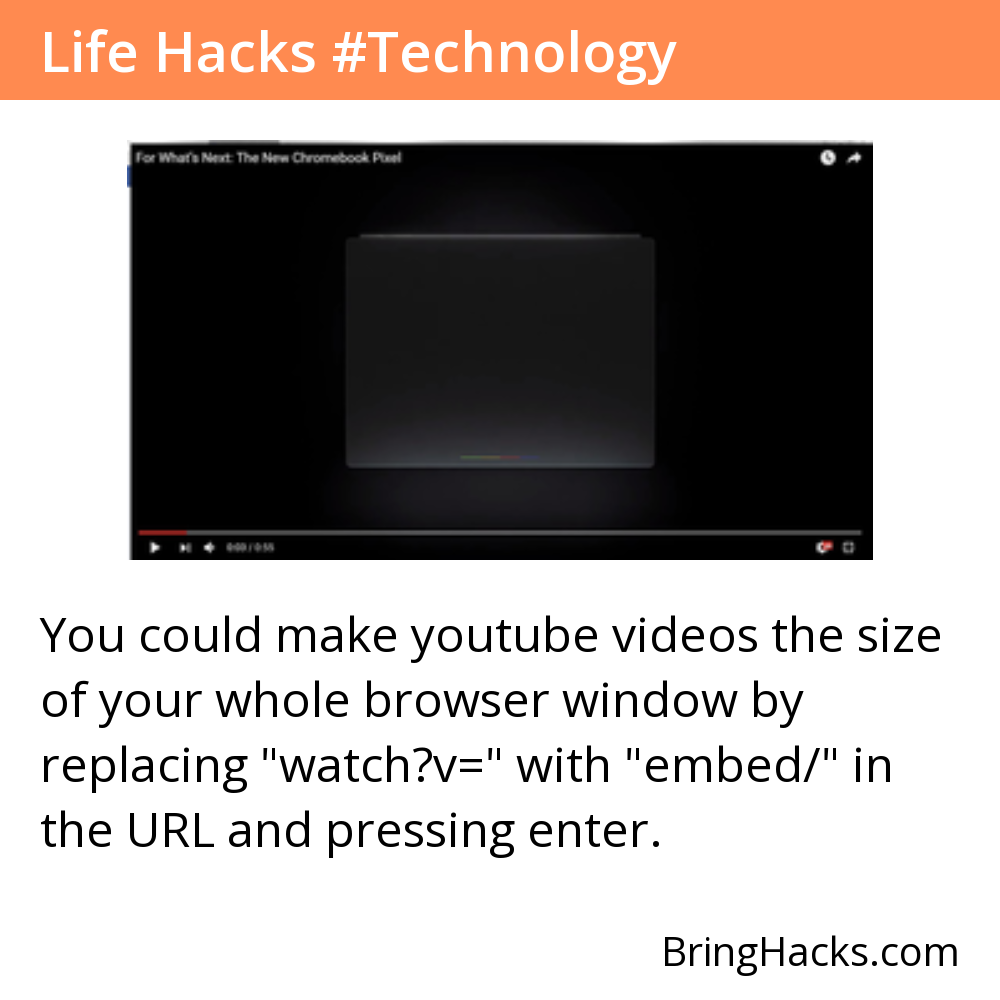 Life Hacks #Technology
For What's Next: The New Chromebook Pixel
0:03 / 0:55
You could make youtube videos the size
of your whole browser window by
replacing "watch?v=" with "embed/" in
the URL and pressing enter.
BringHacks.com